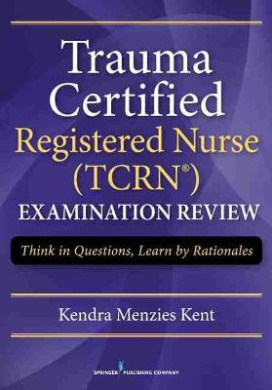 Trauma
Certified
Registered Nurse
(TCRN®)
EXAMINATION REVIEW
Think in Questions, Learn by Rationales
Kendra Menzies Kent
SPRINGER PUBLISHING COMPANY